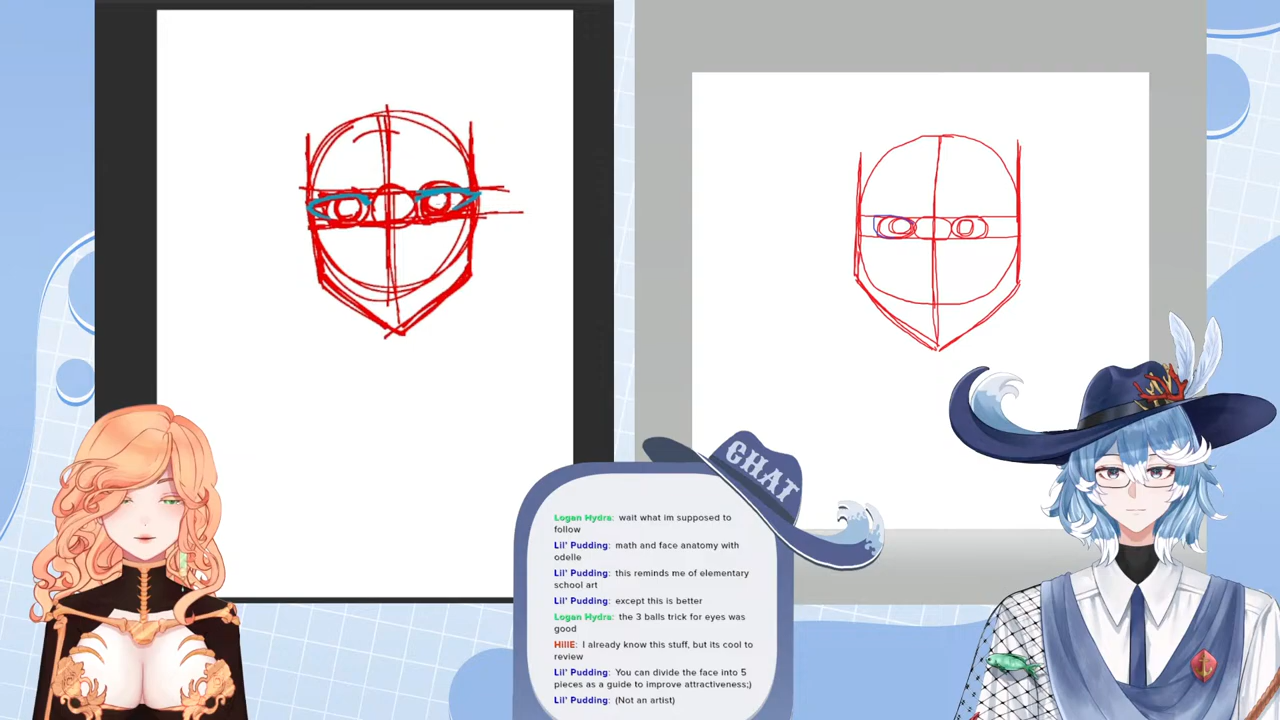 CHAT
Logan Hydra: wait what im supposed to
follow
Lil' Pudding: math and face anatomy with
odelle
Lil' Pudding: this reminds me of elementary
school art
Lil' Pudding: except this is better
Logan Hydra: the 3 balls trick for eyes was
good
HillE: I already know this stuff, but its cool to
review
Lil' Pudding: You can divide the face into 5
pieces as a guide to improve attractiveness;)
Lil' Pudding: (Not an artist)